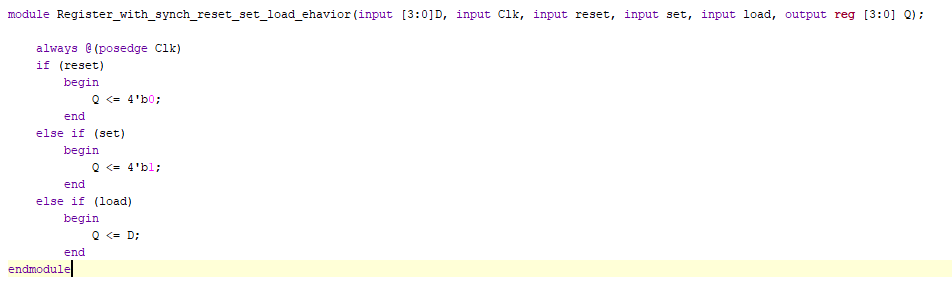 module Register_with_synch_reset_set_load_ehavior(input [3:0]D, input Clk, input reset, input set, input load, output reg [3:0] Q);
always @(posedge Clk)
if (reset)
begin
Q <= 4'b0;
end
else if (set)
begin
Q <= 4'b1;
end
else if (load)
begin
Q <= D;
end
endmodule